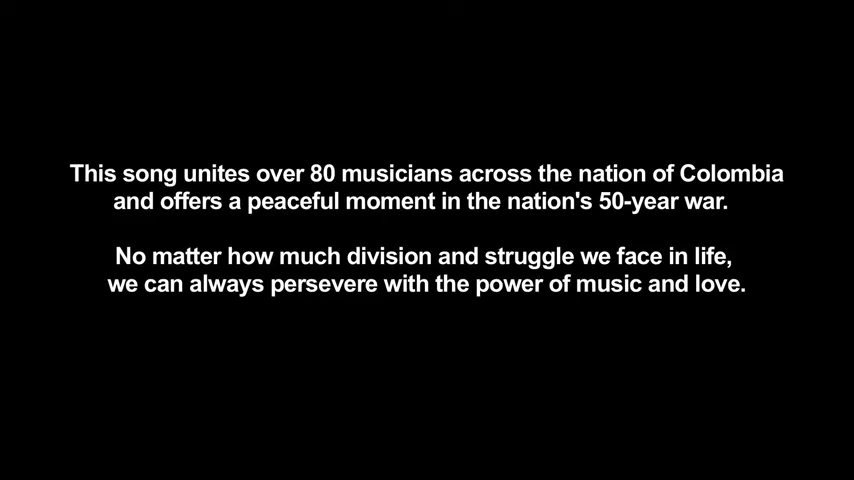 This song unites over 80 musicians across the nation of Colombia
and offers a peaceful moment in the nation's 50-year war.
No matter how much division and struggle we face in life,
we can always persevere with the power of music and love.